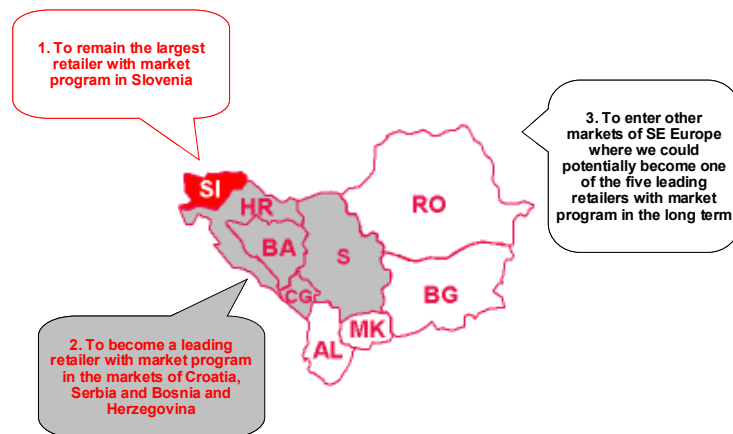 1. To remain the largest
retailer with market
program in Slovenia
3. To enter other
markets of SE Europe
where we could
potentially become one
of the five leading
retailers with market
program in the long term
SI
HR
RO
BA
S
CG
BG
MK
AL
2. To become a leading
retailer with market program
in the markets of Croatia,
Serbia and Bosnia and
Herzegovina